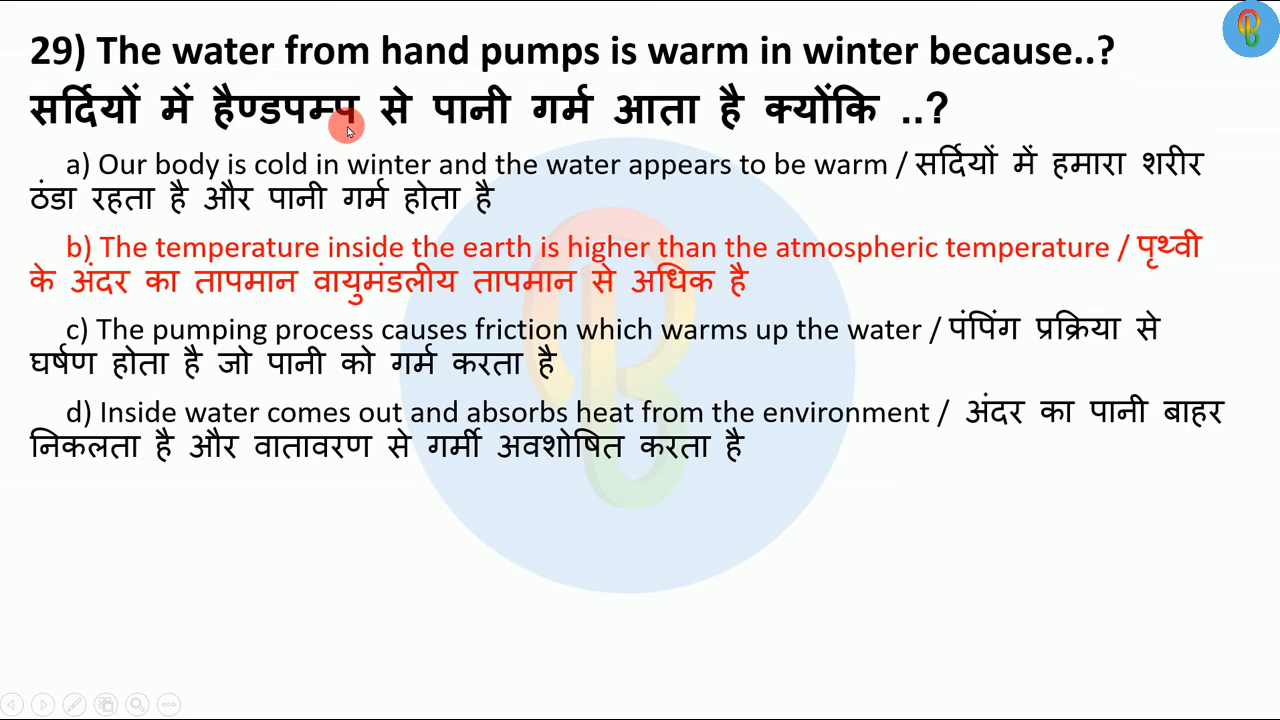 29) The water from hand pumps is warm in winter because..?
सर्दियों में हैण्डपम्प से पानी गर्म आता है क्योंकि ..?
a) Our body is cold in winter and the water appears to be warm / सर्दियों में हमारा शरीर
ठंडा रहता है और पानी गर्म होता है
b) The temperature inside the earth is higher than the atmospheric temperature / पृथ्वी
के अंदर का तापमान वायुमंडलीय तापमान से अधिक है
c) The pumping process causes friction which warms up the water / पंपिंग प्रक्रिया से
घर्षण होता है जो पानी को गर्म करता है
d) Inside water comes out and absorbs heat from the environment / अंदर का पानी बाहर
निकलता है और वातावरण से गर्मी अवशोषित करता है